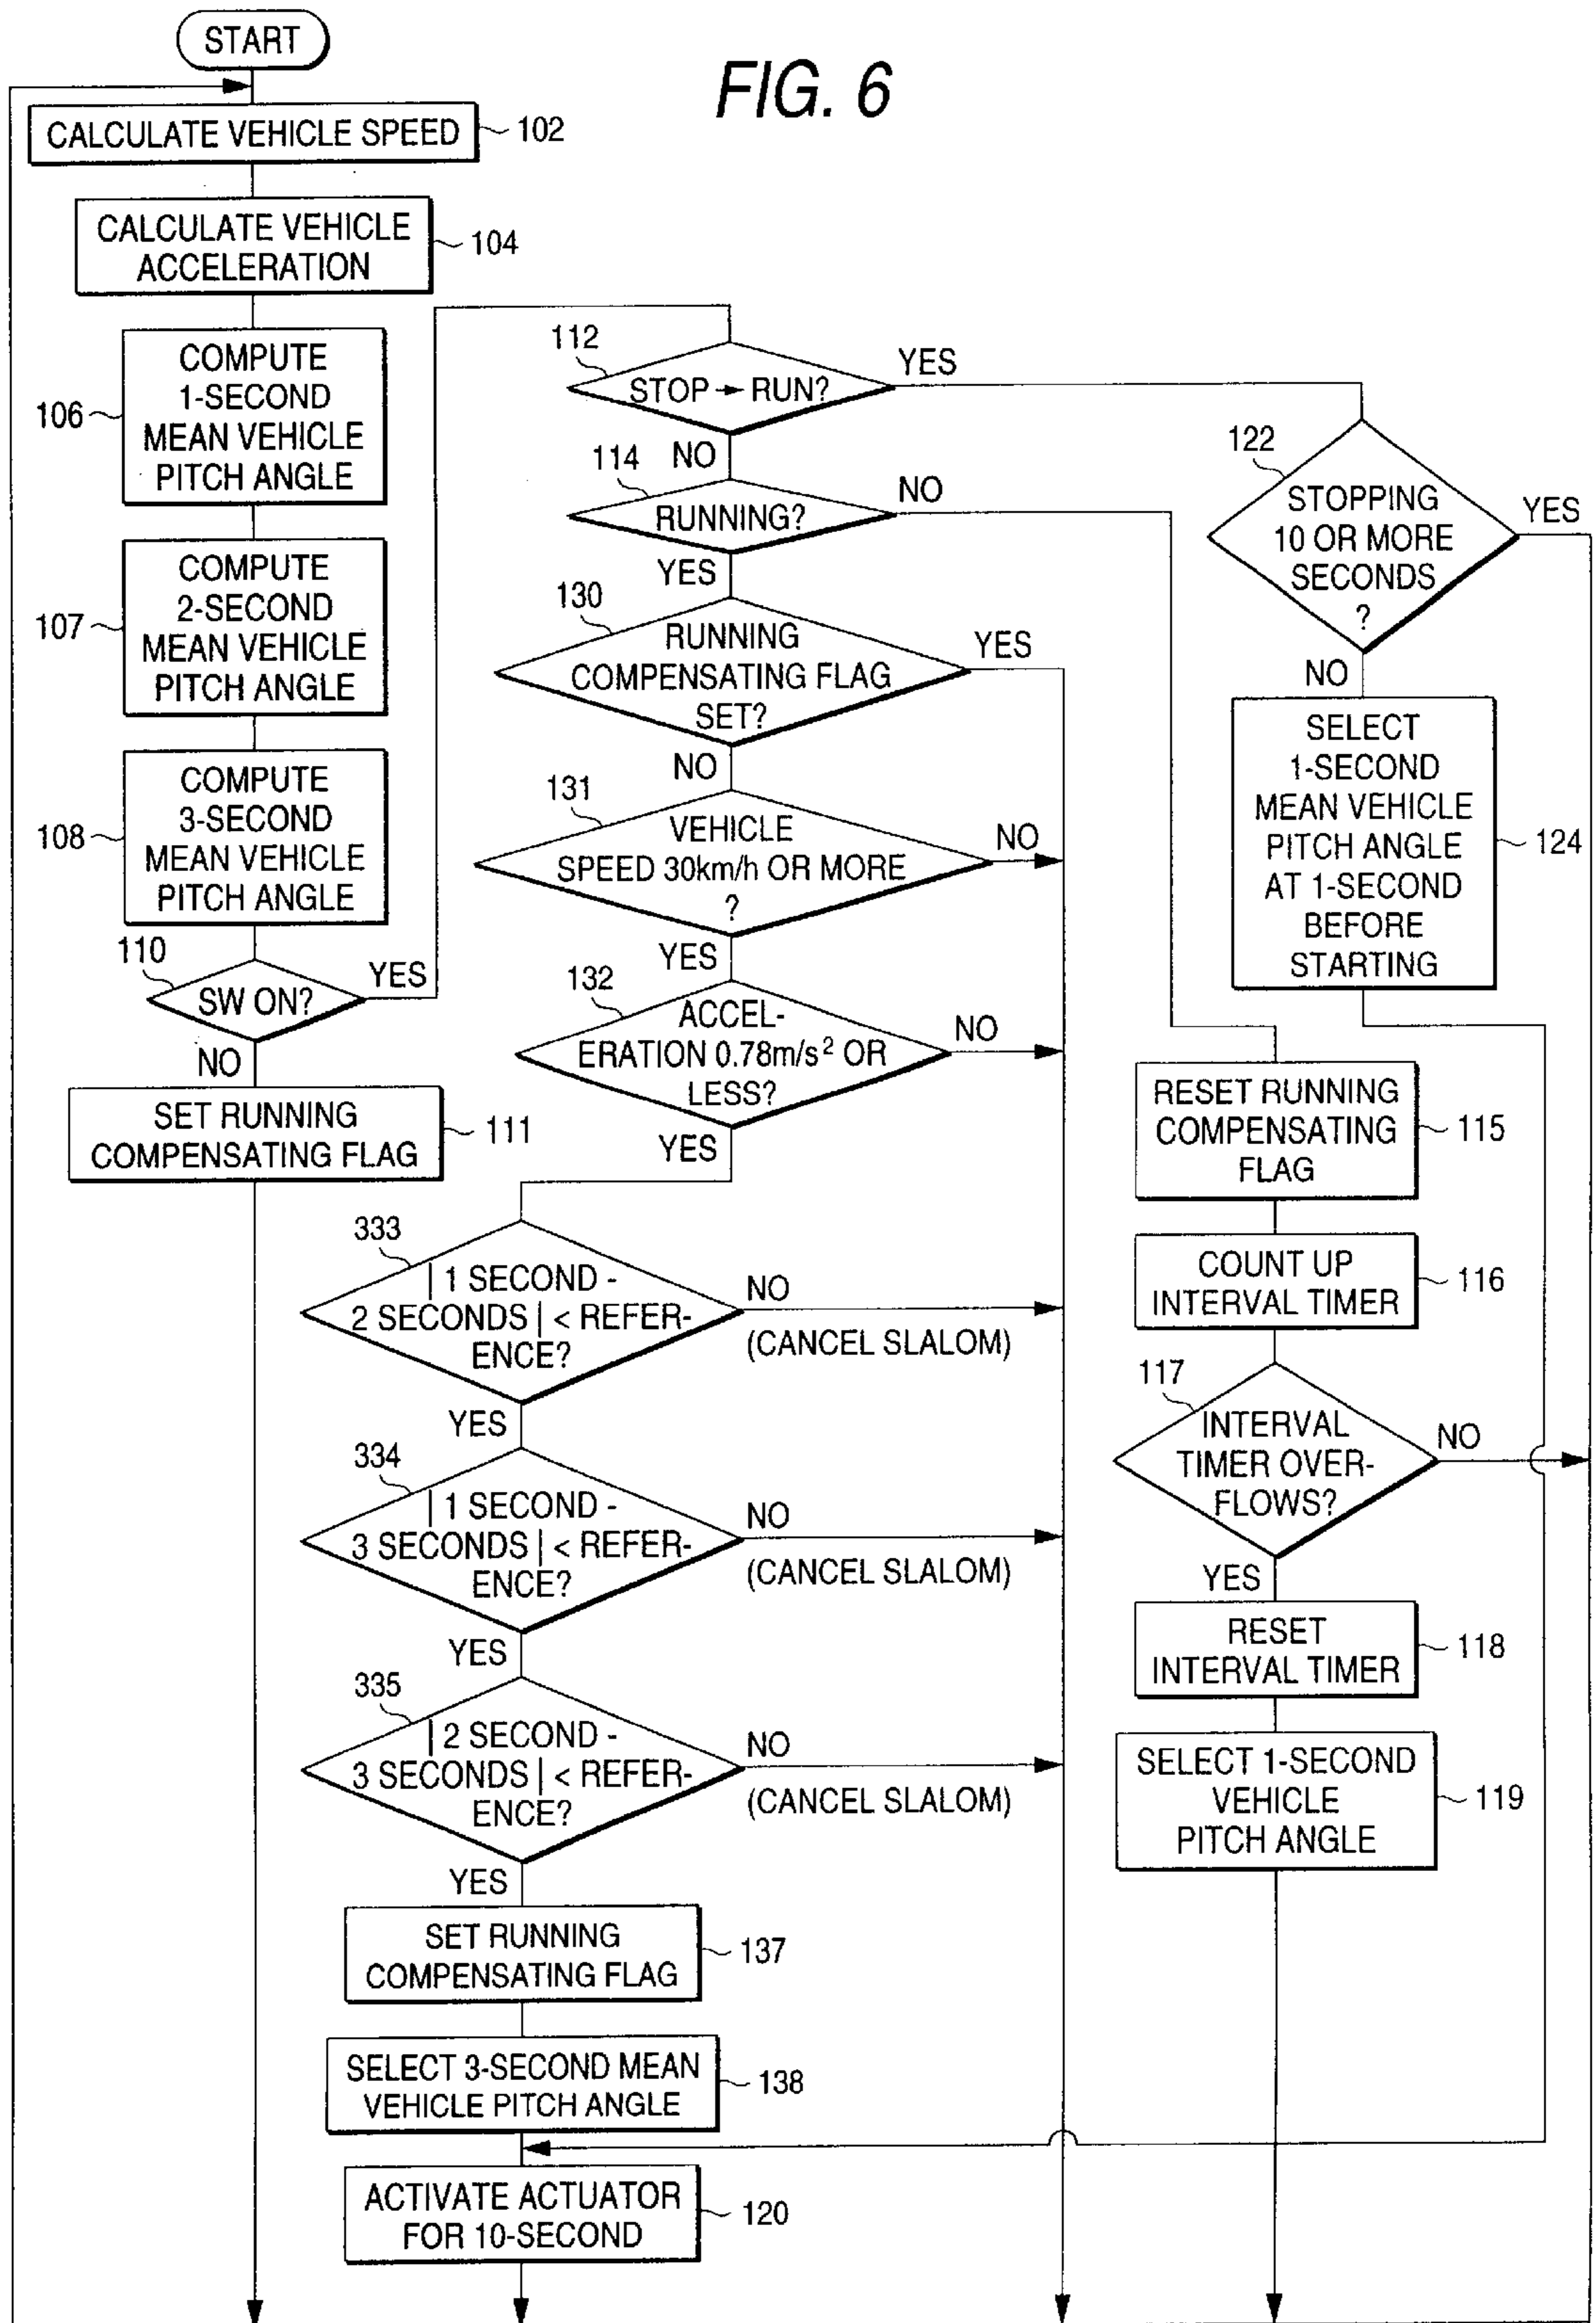 FIG. 6
START
CALCULATE VEHICLE SPEED
102
CALCULATE VEHICLE
ACCELERATION
104
COMPUTE
1-SECOND
MEAN VEHICLE
PITCH ANGLE
106
COMPUTE
2-SECOND
MEAN VEHICLE
PITCH ANGLE
107
COMPUTE
3-SECOND
MEAN VEHICLE
PITCH ANGLE
108
110
SW ON?
YES
NO
SET RUNNING
COMPENSATING FLAG
111
112
STOP → RUN?
YES
NO
114
RUNNING?
NO
YES
130
RUNNING
COMPENSATING FLAG
SET?
YES
NO
131
VEHICLE
SPEED 30km/h OR MORE
?
NO
YES
132
ACCEL-
ERATION 0.78m/s² OR
LESS?
NO
YES
333
| 1 SECOND -
2 SECONDS | < REFER-
ENCE?
NO
(CANCEL SLALOM)
YES
334
| 1 SECOND -
3 SECONDS | < REFER-
ENCE?
NO
(CANCEL SLALOM)
YES
335
| 2 SECOND -
3 SECONDS | < REFER-
ENCE?
NO
(CANCEL SLALOM)
YES
SET RUNNING
COMPENSATING FLAG
137
SELECT 3-SECOND MEAN
VEHICLE PITCH ANGLE
138
ACTIVATE ACTUATOR
FOR 10-SECOND
120
122
STOPPING
10 OR MORE
SECONDS
?
YES
NO
SELECT
1-SECOND
MEAN VEHICLE
PITCH ANGLE
AT 1-SECOND
BEFORE
STARTING
124
RESET RUNNING
COMPENSATING
FLAG
115
COUNT UP
INTERVAL TIMER
116
117
INTERVAL
TIMER OVER-
FLOWS?
NO
YES
RESET
INTERVAL TIMER
118
SELECT 1-SECOND
VEHICLE
PITCH ANGLE
119